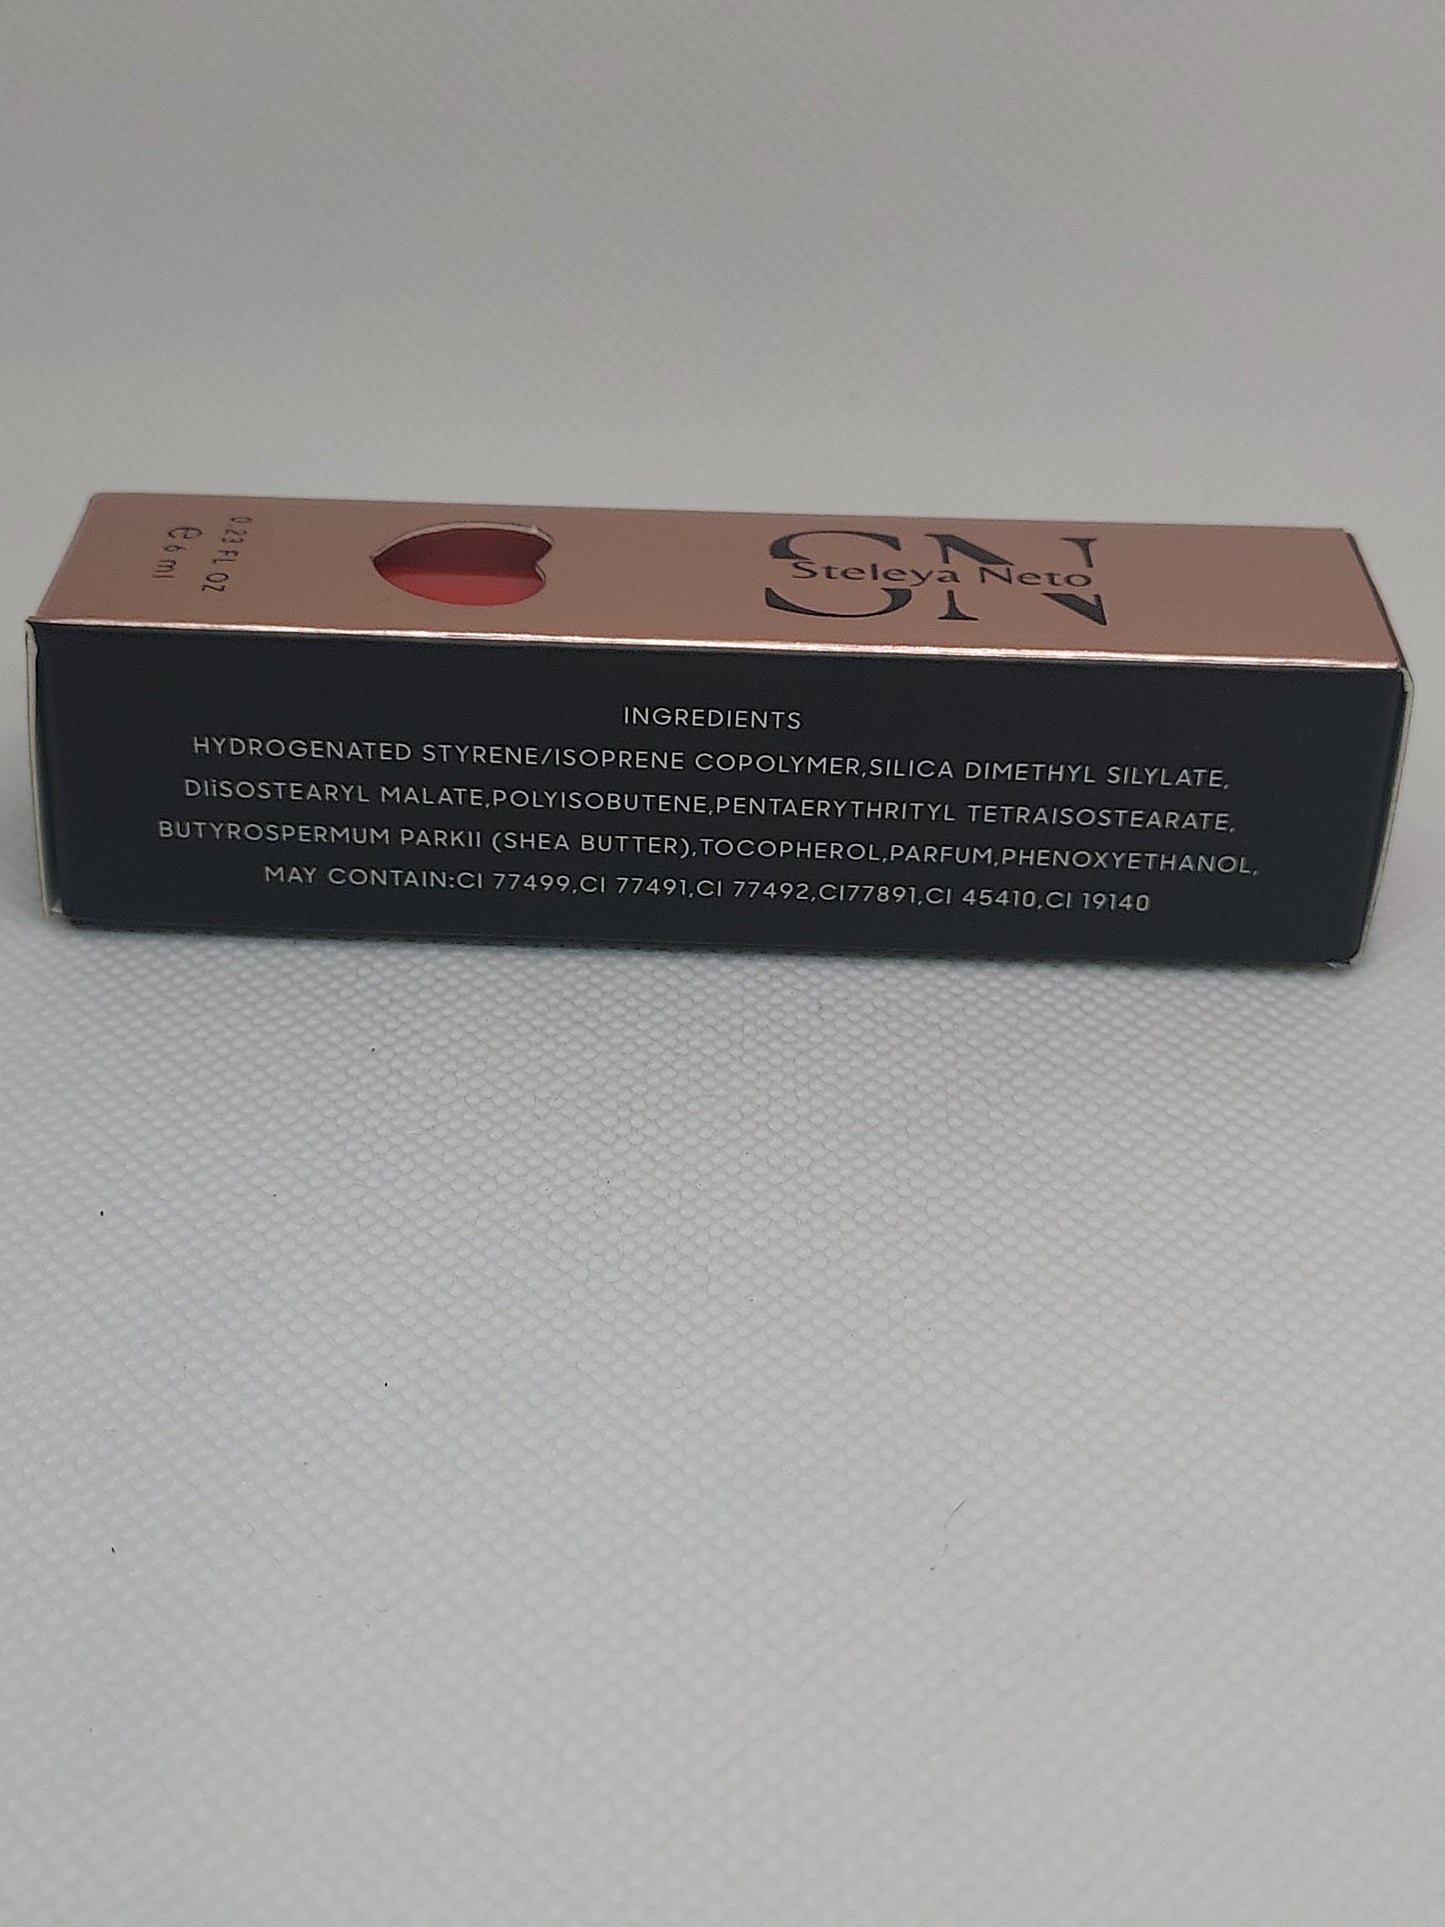 0.23 FL OZ
℮ 6 ml
SN
Steleya Neto
INGREDIENTS
HYDROGENATED STYRENE/ISOPRENE COPOLYMER,SILICA DIMETHYL SILYLATE,
DIiSOSTEARYL MALATE,POLYISOBUTENE,PENTAERYTHRITYL TETRAISOSTEARATE,
BUTYROSPERMUM PARKII (SHEA BUTTER),TOCOPHEROL,PARFUM,PHENOXYETHANOL,
MAY CONTAIN:CI 77499,CI 77491,CI 77492,CI77891,CI 45410,CI 19140